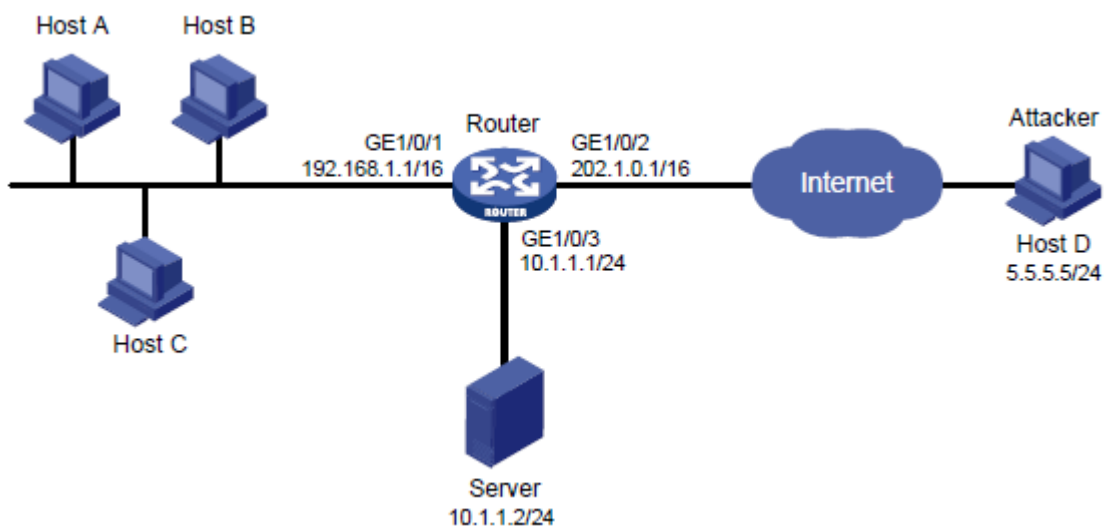 Host A
Host B
Router
Attacker
GE1/0/1
192.168.1.1/16
GE1/0/2
202.1.0.1/16
Internet
ROUTER
GE1/0/3
10.1.1.1/24
Host D
5.5.5.5/24
Host C
Server
10.1.1.2/24